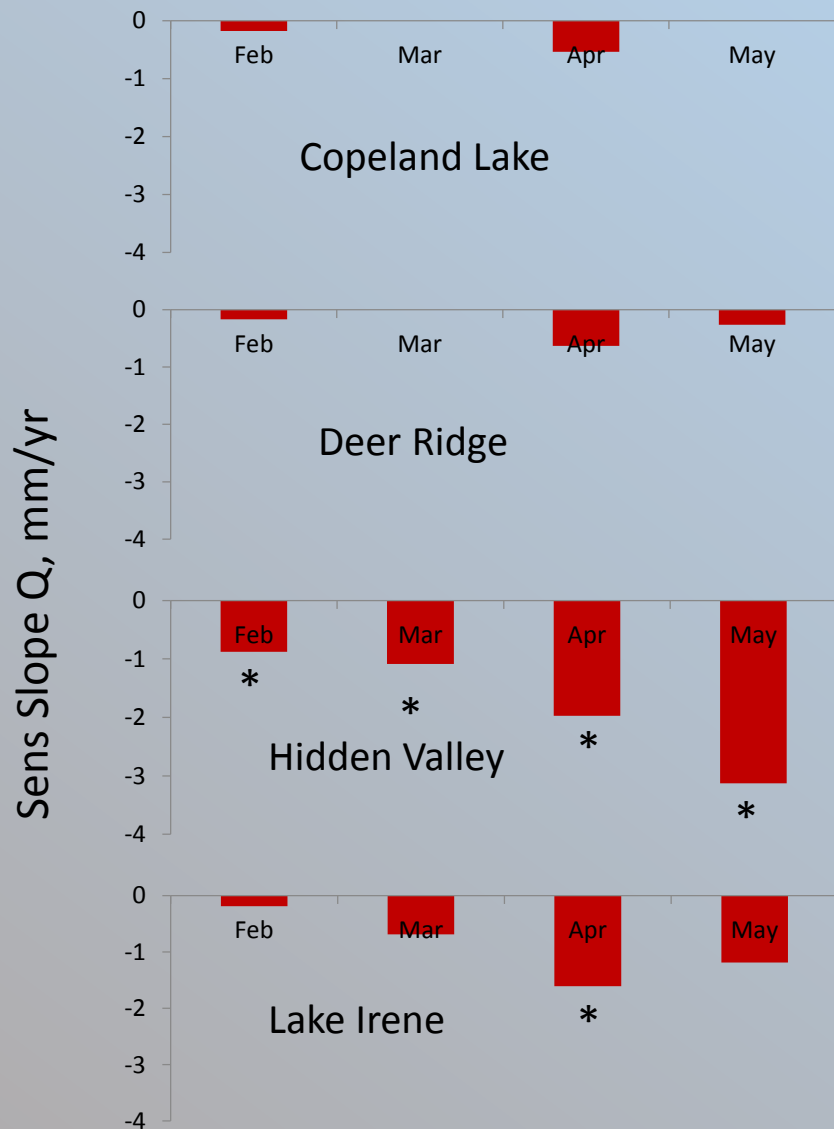 Sens Slope Q, mm/yr
0
Feb Mar Apr May
-1
-2
Copeland Lake
-3
-4
0
Feb Mar Apr May
-1
-2
Deer Ridge
-3
-4
0
Feb Mar Apr May
-1
*
*
-2
*
Hidden Valley
-3
*
-4
0
Feb Mar Apr May
-1
-2
*
Lake Irene
-3
-4